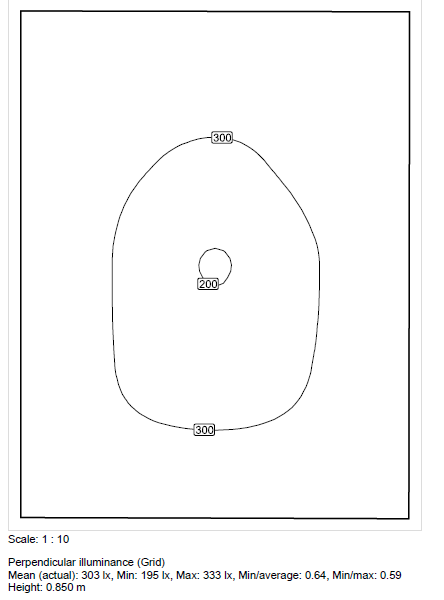 300
200
300
Scale: 1 : 10
Perpendicular illuminance (Grid)
Mean (actual): 303 lx, Min: 195 lx, Max: 333 lx, Min/average: 0.64, Min/max: 0.59
Height: 0.850 m